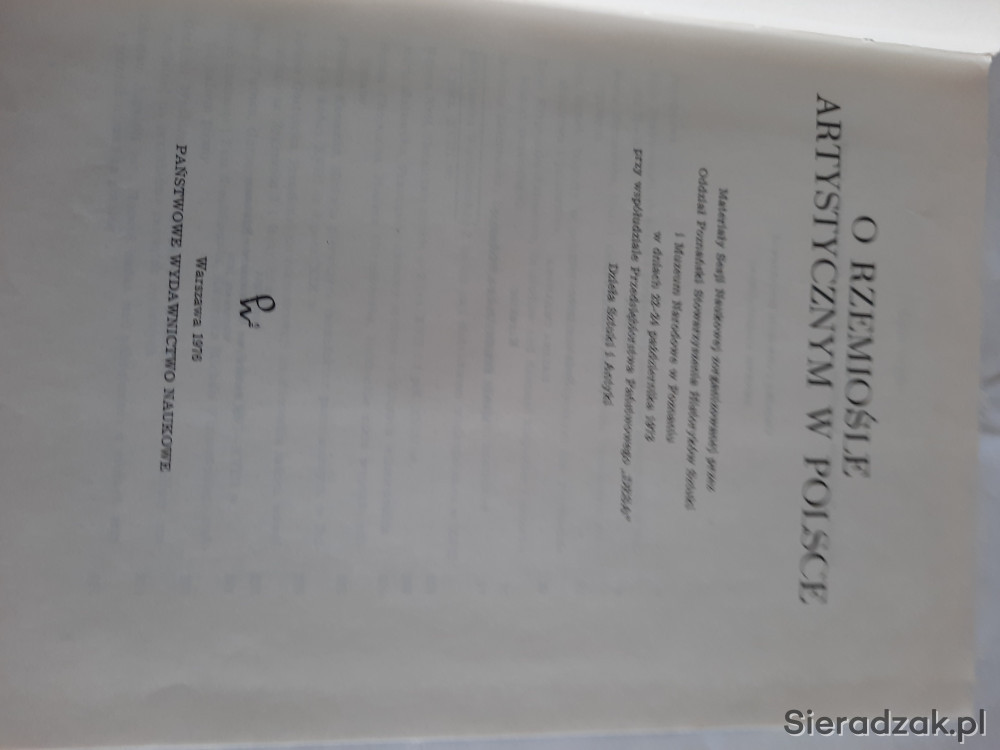 O RZEMIOŚLE
ARTYSTYCZNYM W POLSCE
Materiały Sesji Naukowej zorganizowanej przez
Oddział Poznański Stowarzyszenia Historyków Sztuki
i Muzeum Narodowe w Poznaniu
w dniach 22-24 października 1973
przy współudziale Przedsiębiorstwa Państwowego „DESA"
Dzieła Sztuki i Antyki
Warszawa 1976
PAŃSTWOWE WYDAWNICTWO NAUKOWE
Sieradzak.pl